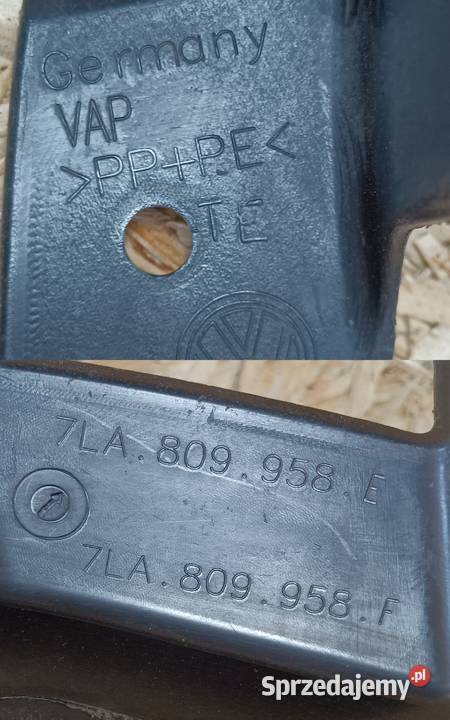 Germany
VAP
>PP+PE<
TE
7LA.809.958.E
7LA.809.958.F
Sprzedajemy.pl